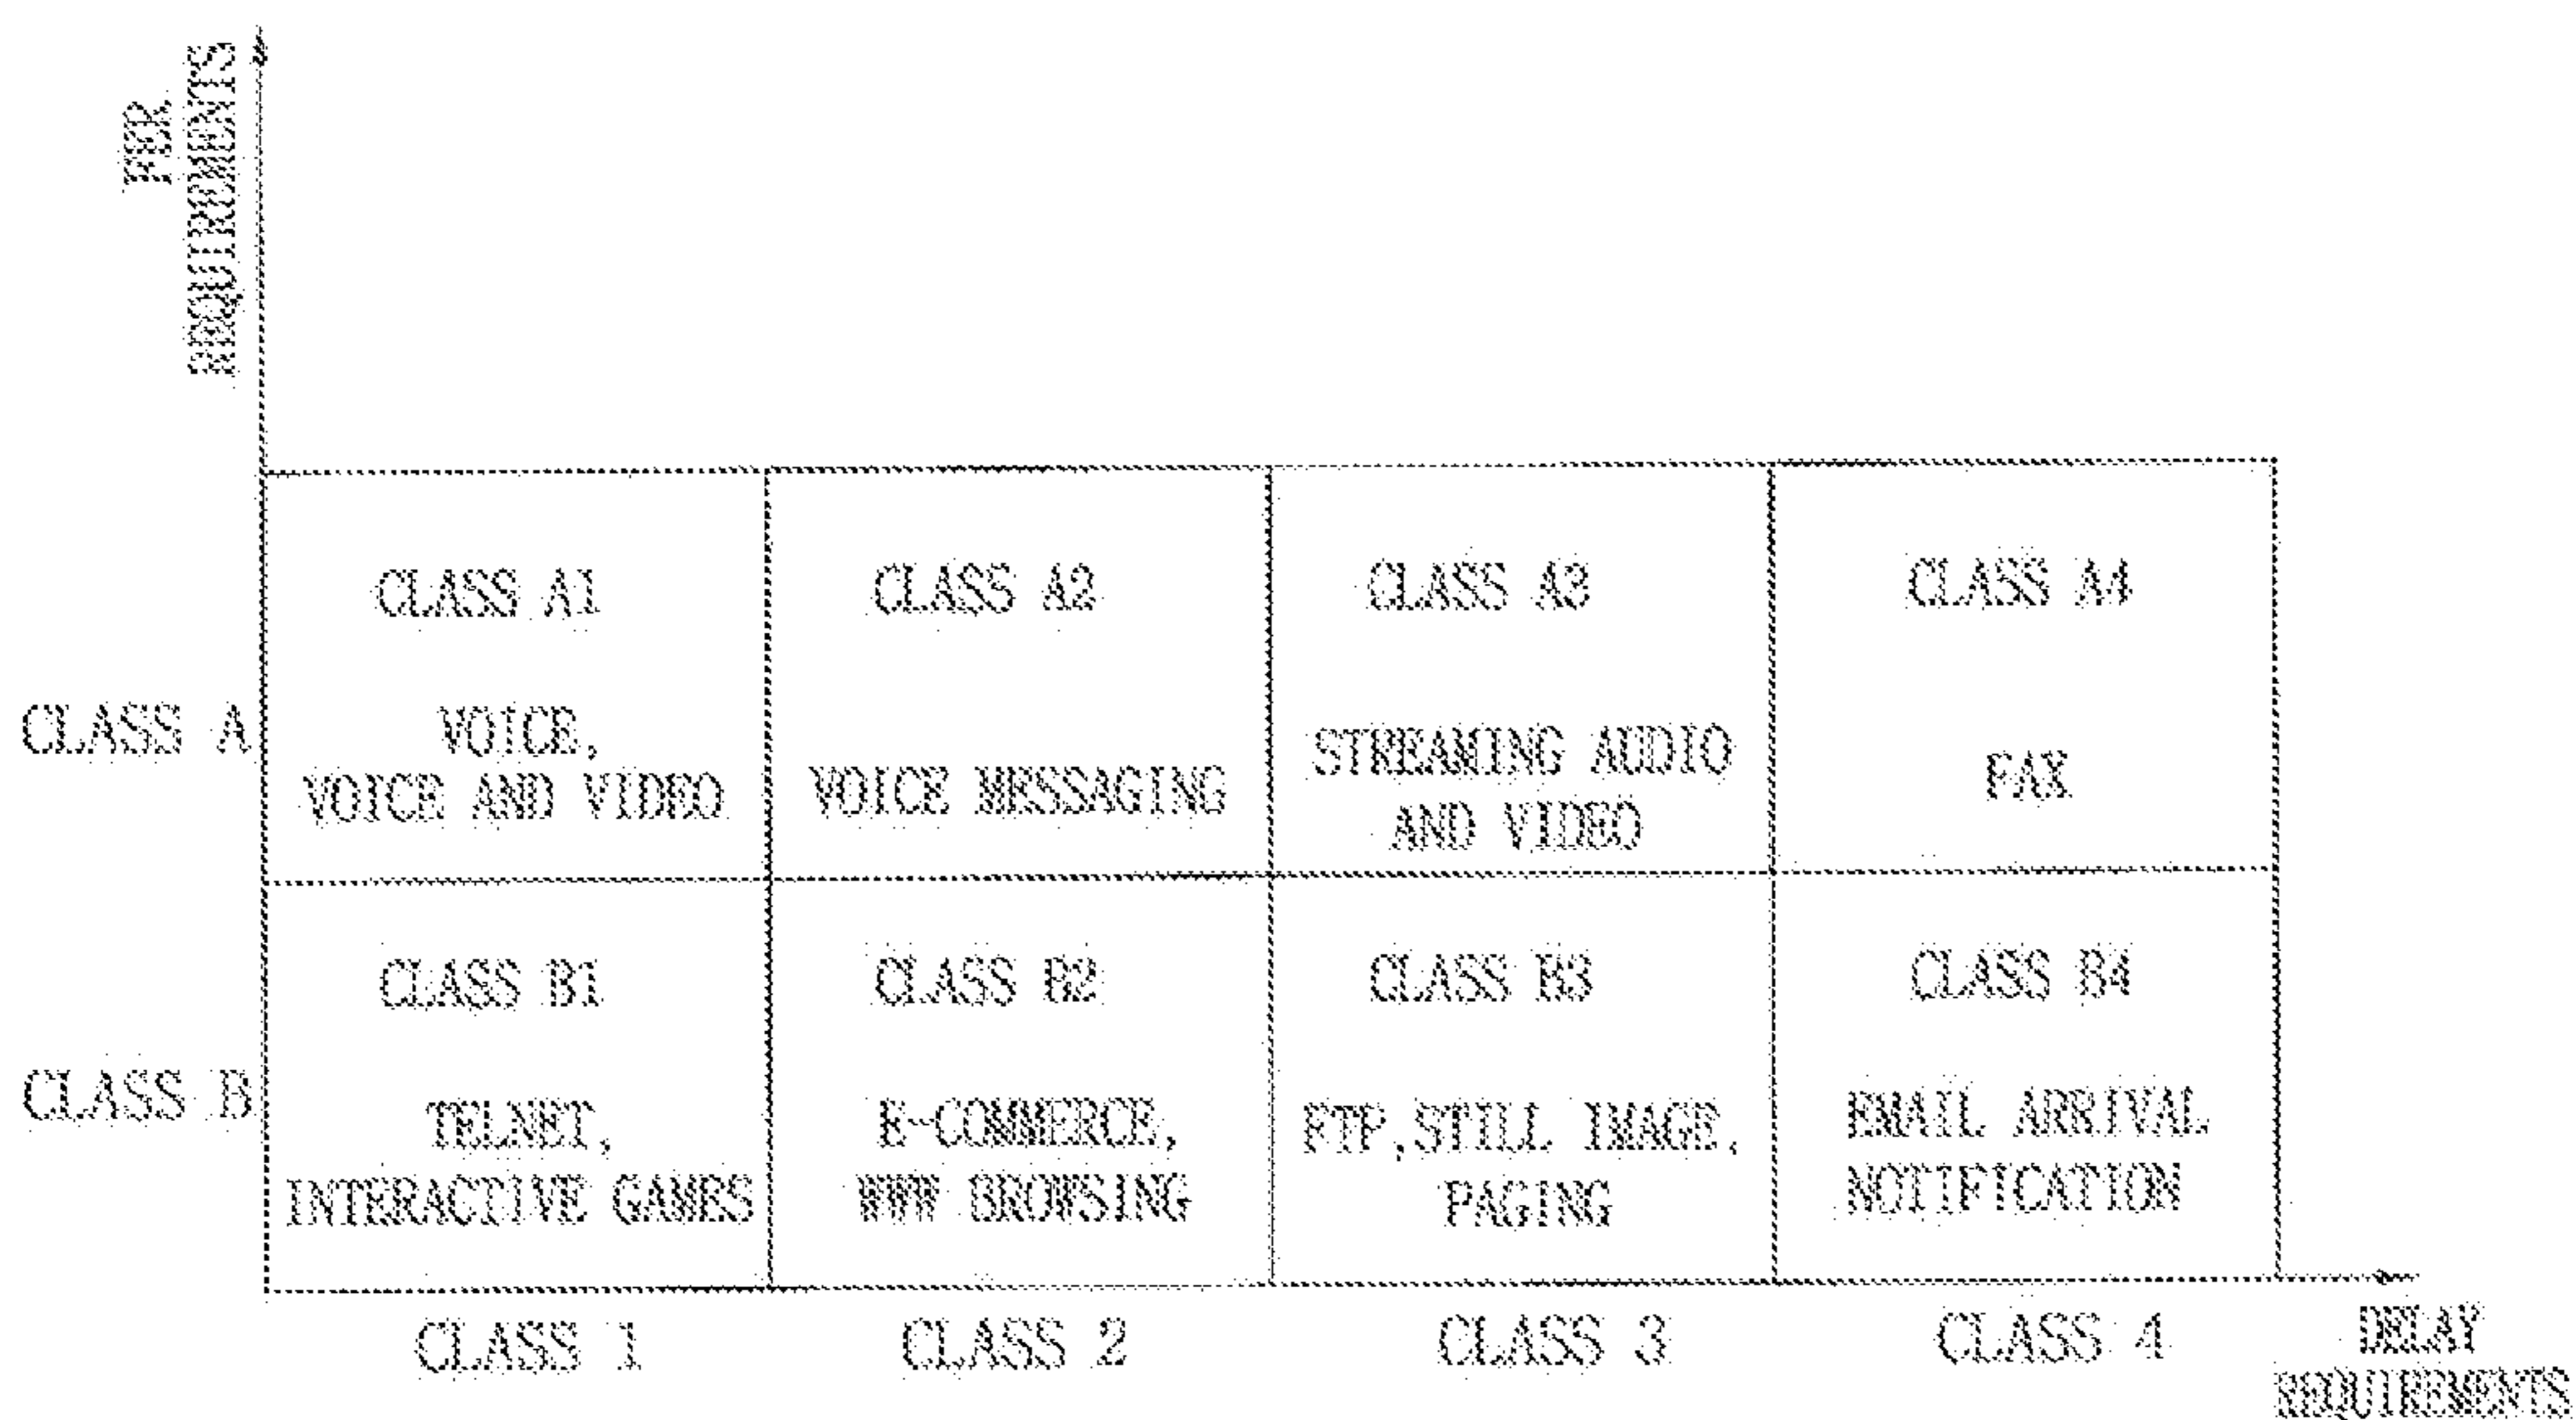 FER
REQUIREMENTS
CLASS A1
CLASS A2
CLASS A3
CLASS A4
CLASS A
VOICE,
VOICE AND VIDEO
VOICE MESSAGING
STREAMING AUDIO
AND VIDEO
FAX
CLASS B1
CLASS B2
CLASS B3
CLASS B4
CLASS B
TELNET,
INTERACTIVE GAMES
E-COMMERCE,
WWW BROWSING
FTP,STILL IMAGE,
PAGING
EMAIL ARRIVAL
NOTIFICATION
CLASS 1
CLASS 2
CLASS 3
CLASS 4
DELAY
REQUIREMENTS